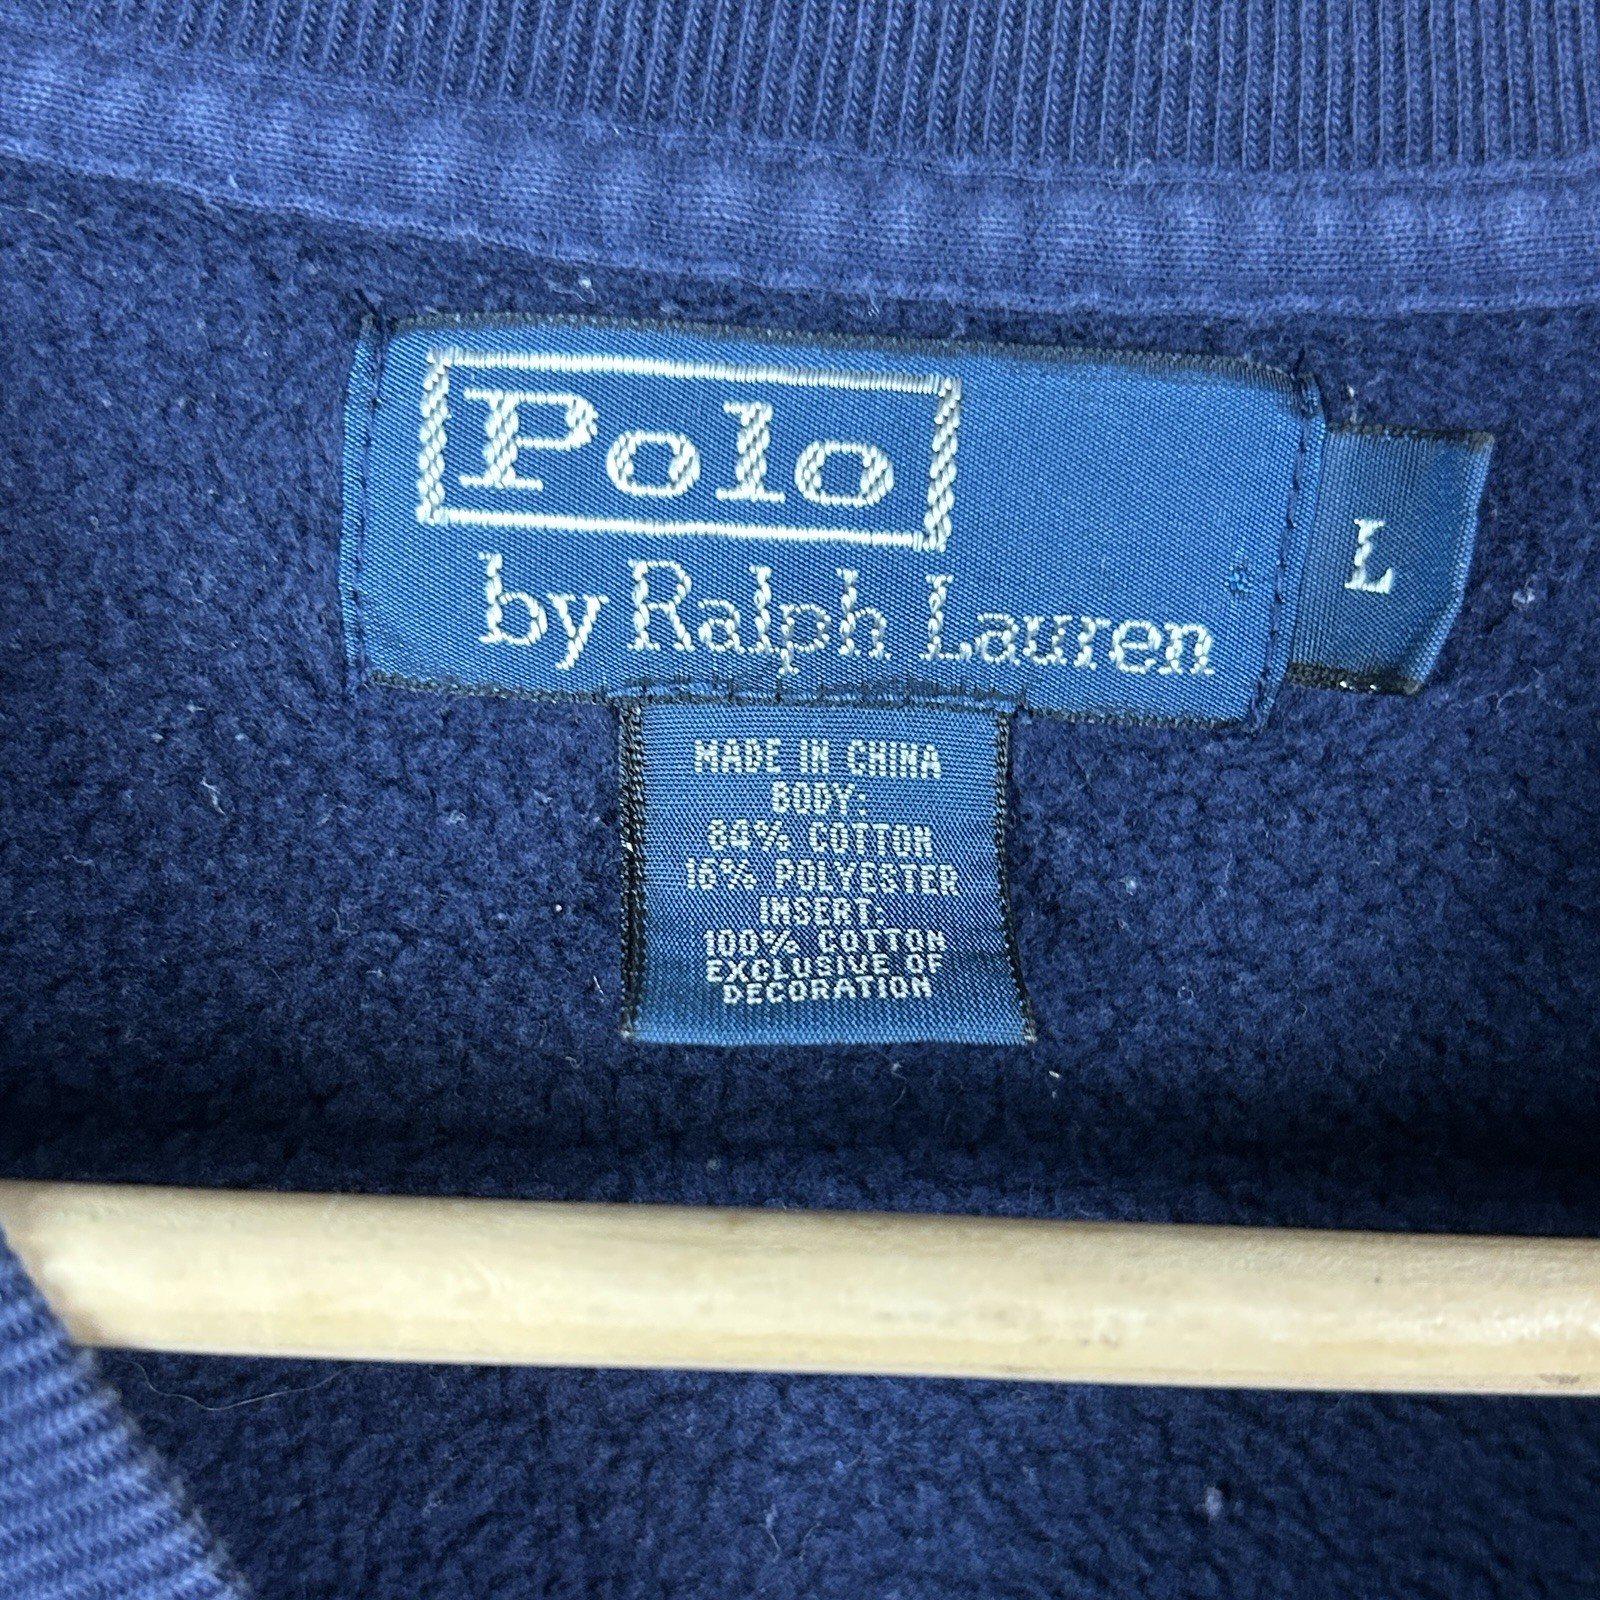 Polo
by Ralph Lauren
L
MADE IN CHINA
BODY:
84% COTTON
16% POLYESTER
INSERT:
100% COTTON
EXCLUSIVE OF
DECORATION